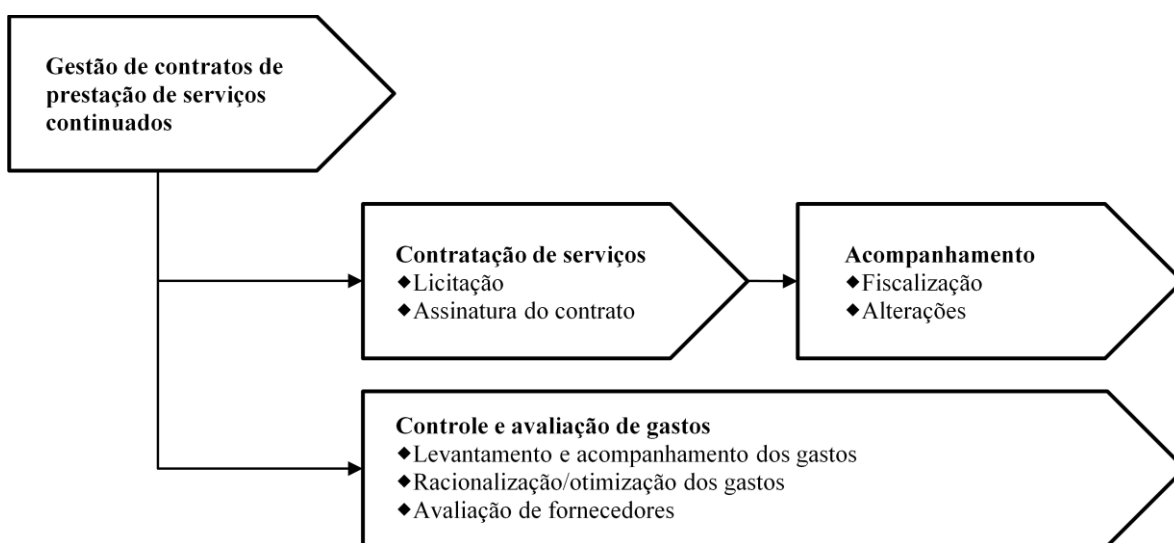 Gestão de contratos de
prestação de serviços
continuados
Contratação de serviços
◆Licitação
◆Assinatura do contrato
Acompanhamento
◆Fiscalização
◆Alterações
Controle e avaliação de gastos
◆Levantamento e acompanhamento dos gastos
◆Racionalização/otimização dos gastos
◆Avaliação de fornecedores